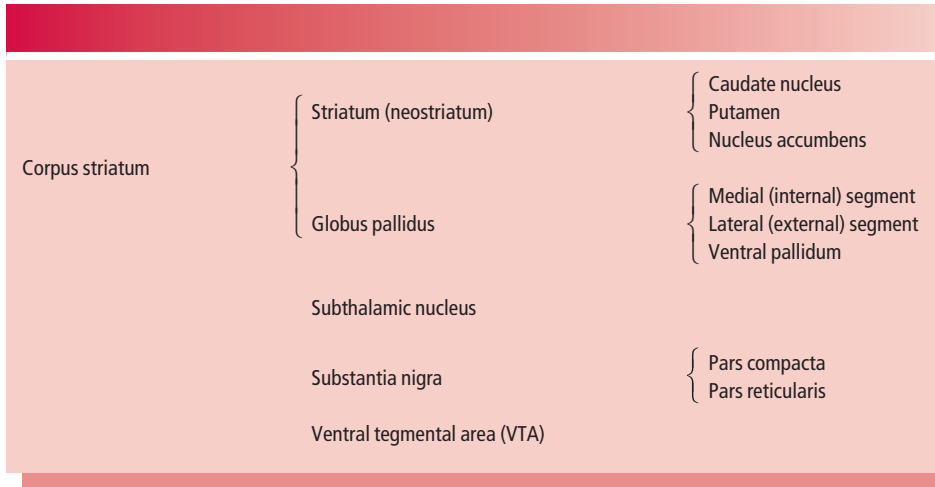 Caudate nucleus
Striatum (neostriatum)
Putamen
Nucleus accumbens
Corpus striatum
Medial (internal) segment
Globus pallidus
Lateral (external) segment
Ventral pallidum
Subthalamic nucleus
Substantia nigra
Pars compacta
Pars reticularis
Ventral tegmental area (VTA)